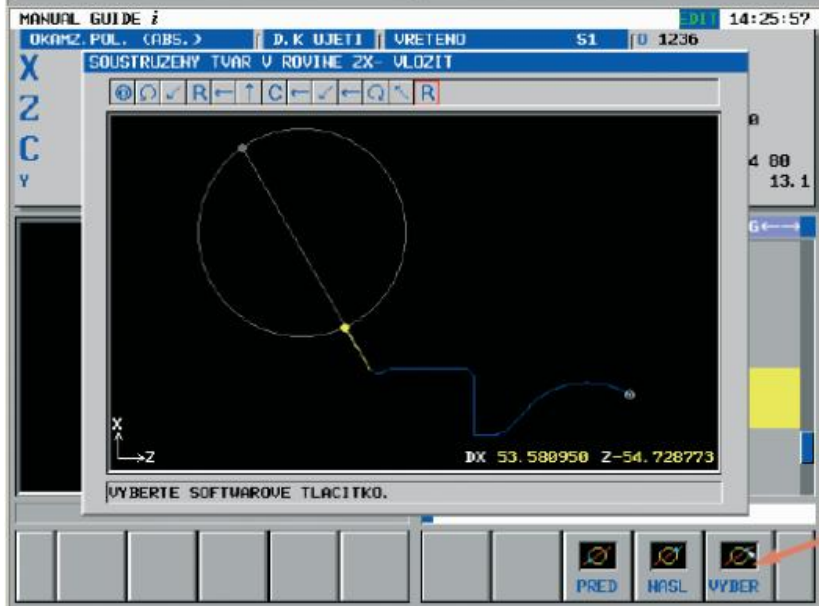 MANUAL GUIDE i EDIT 14:25:57
OKAMZ.POL. (ABS.) D.K UJETI VRETENO S1 1236
X SOUSTRUZENY TVAR V ROVINE ZX- VLOZIT
R C R
Z
C 4 80
Y 13.1
G
X
Z DX 53.580950 Z-54.728773
VYBERTE SOFTWAROVE TLACITKO.
PRED NASL VYBER